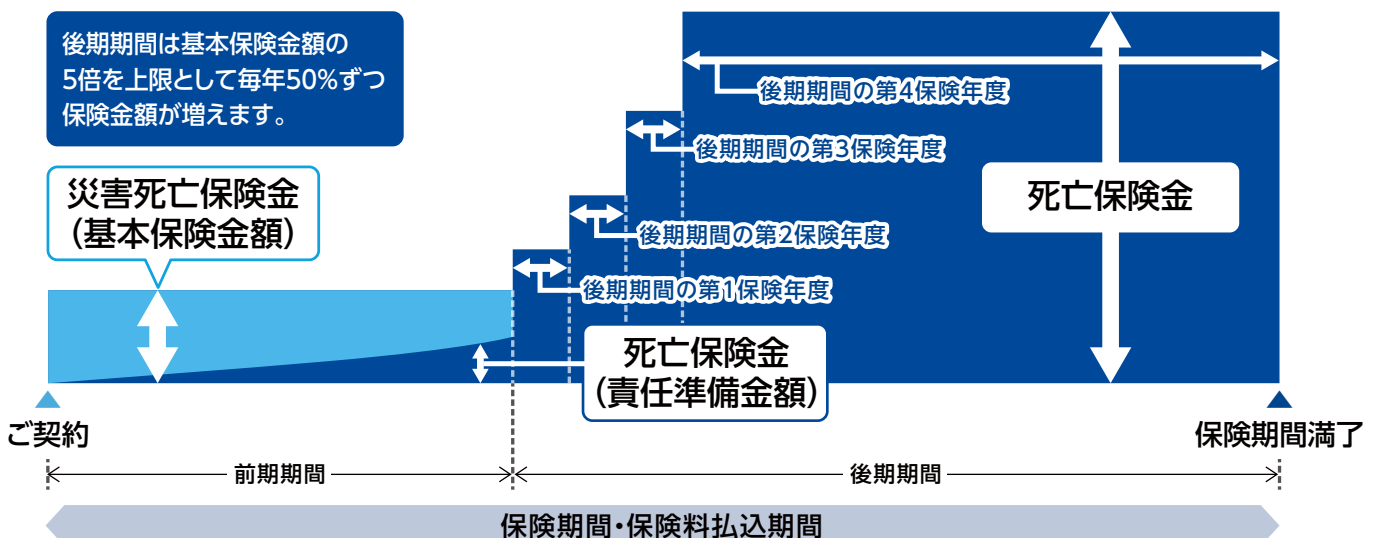 後期期間は基本保険金額の
5倍を上限として毎年50%ずつ
保険金額が増えます。
後期期間の第4保険年度
後期期間の第3保険年度
災害死亡保険金
(基本保険金額)
死亡保険金
後期期間の第2保険年度
後期期間の第1保険年度
死亡保険金
(責任準備金額)
ご契約
保険期間満了
前期期間
後期期間
保険期間・保険料払込期間